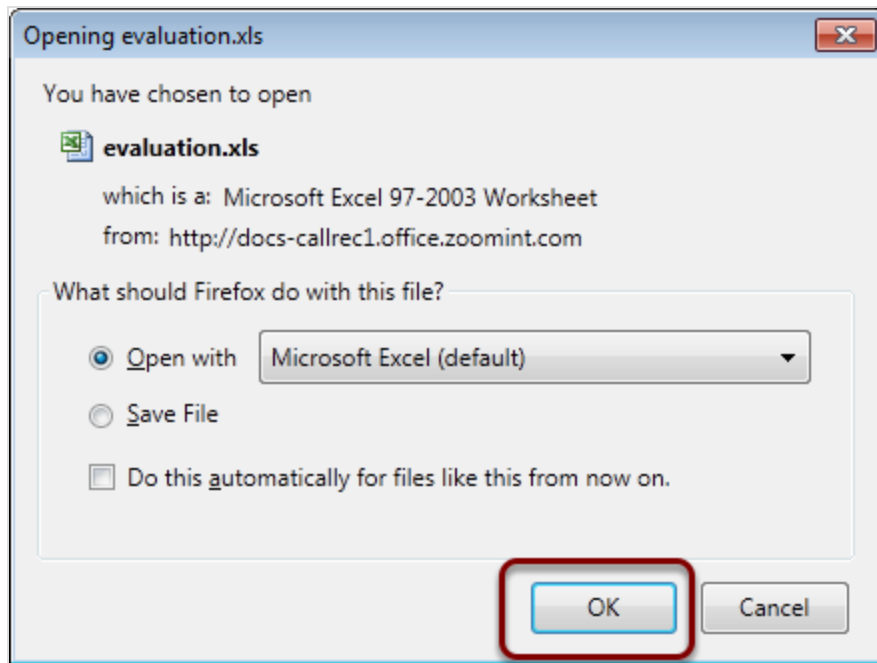 Opening evaluation.xls
You have chosen to open
evaluation.xls
which is a: Microsoft Excel 97-2003 Worksheet
from: http://docs-callrec1.office.zoomint.com
What should Firefox do with this file?
Open with Microsoft Excel (default)
Save File
Do this automatically for files like this from now on.
OK Cancel